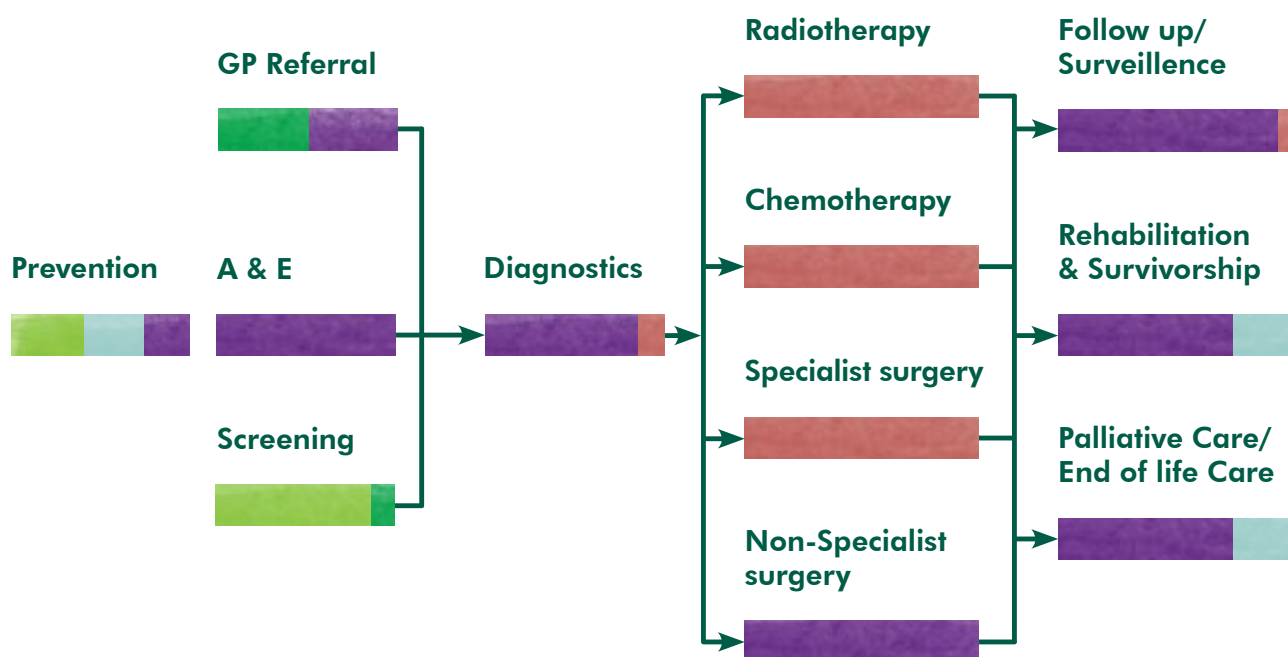 Prevention
GP Referral
A & E
Screening
Diagnostics
Radiotherapy
Chemotherapy
Specialist surgery
Non-Specialist
surgery
Follow up/
Surveillence
Rehabilitation
& Survivorship
Palliative Care/
End of life Care